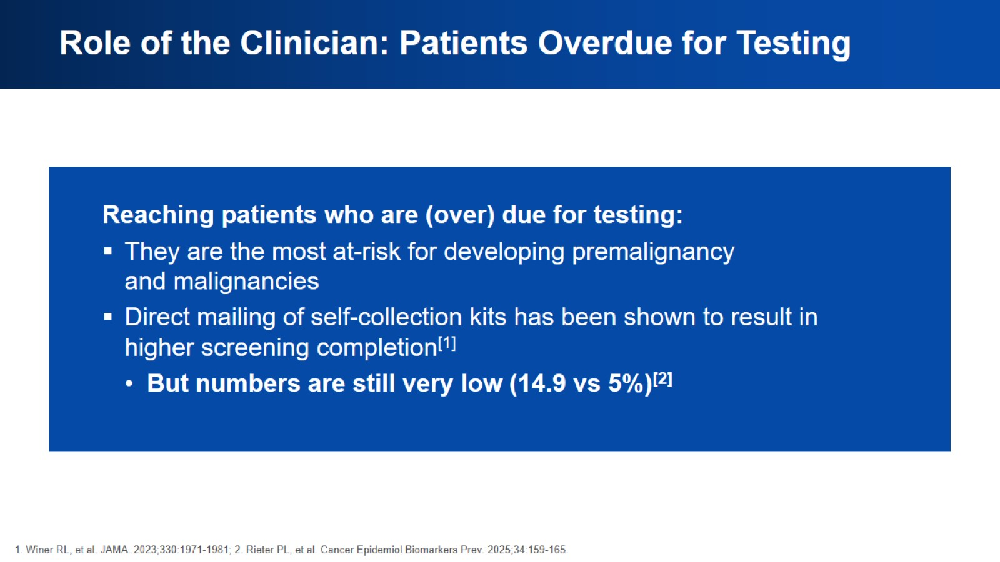 Role of the Clinician: Patients Overdue for Testing
Reaching patients who are (over) due for testing:
▪ They are the most at-risk for developing premalignancy
and malignancies
▪ Direct mailing of self-collection kits has been shown to result in
higher screening completion[1]
• But numbers are still very low (14.9 vs 5%)[2]
1. Winer RL, et al. JAMA. 2023;330:1971-1981; 2. Rieter PL, et al. Cancer Epidemiol Biomarkers Prev. 2025;34:159-165.